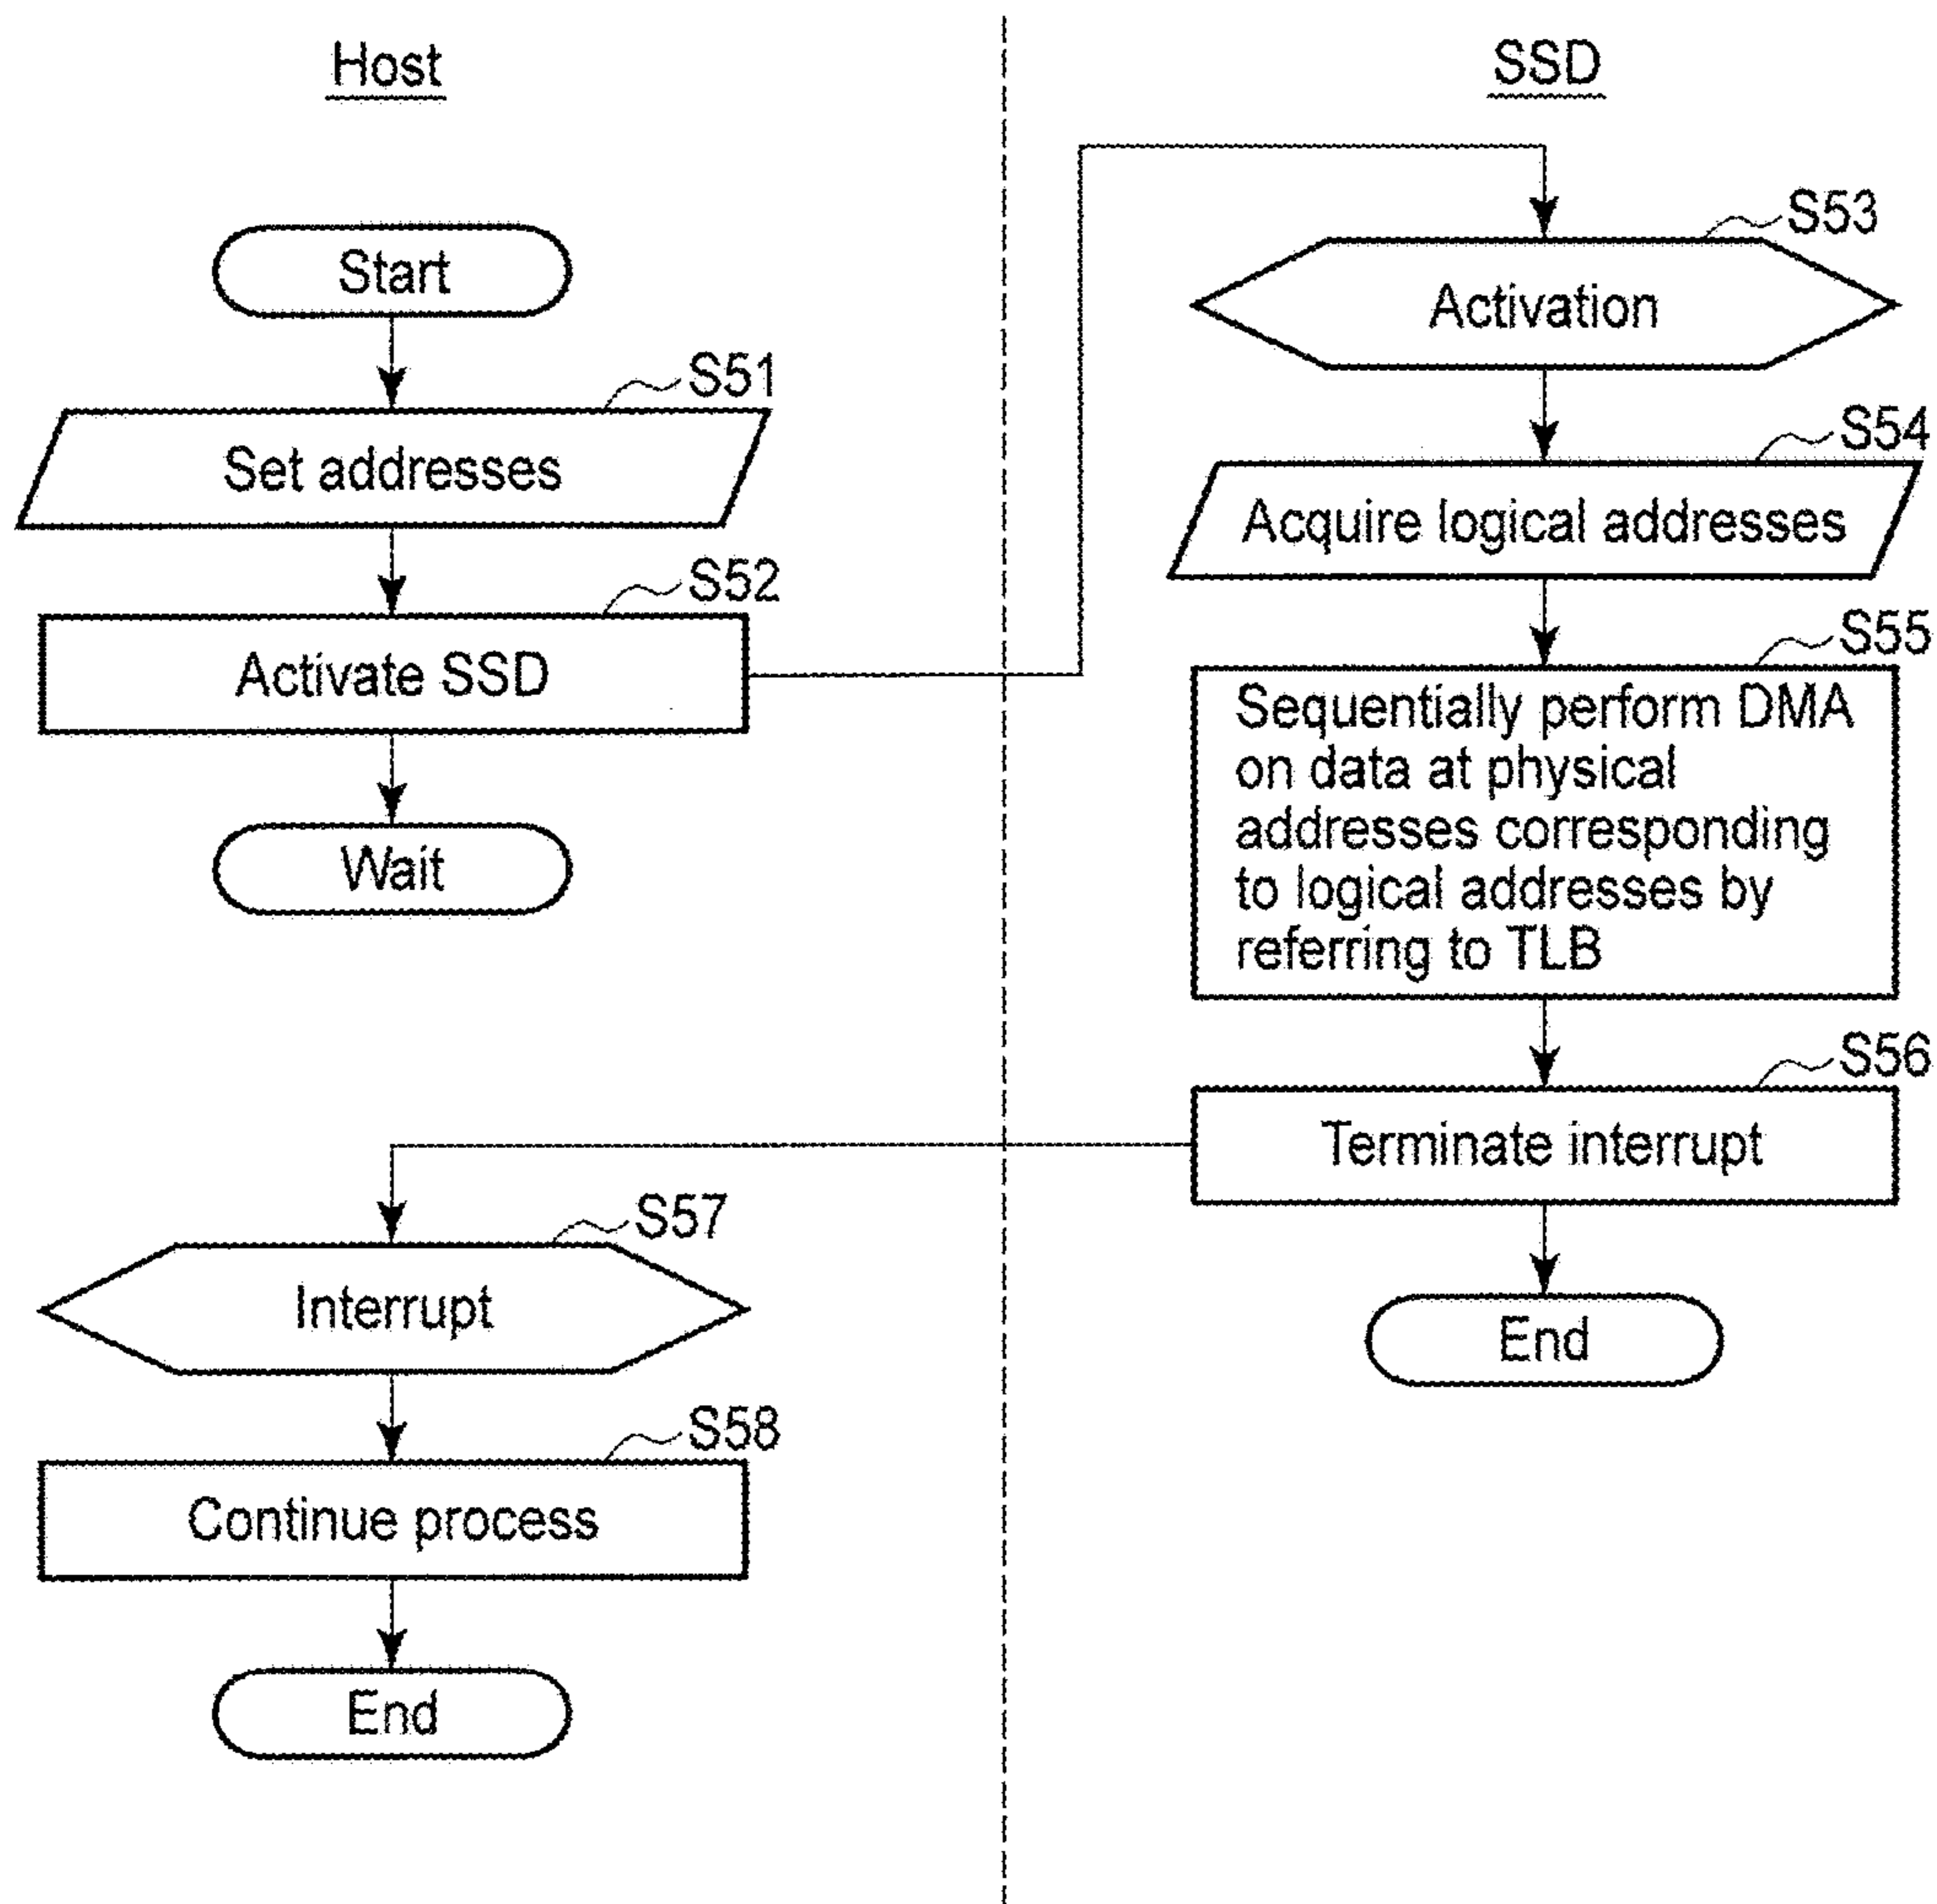 Host
Start
S51
Set addresses
S52
Activate SSD
Wait
SSD
S53
Activation
S54
Acquire logical addresses
S55
Sequentially perform DMA
on data at physical
addresses corresponding
to logical addresses by
referring to TLB
S56
Terminate interrupt
End
S57
Interrupt
S58
Continue process
End